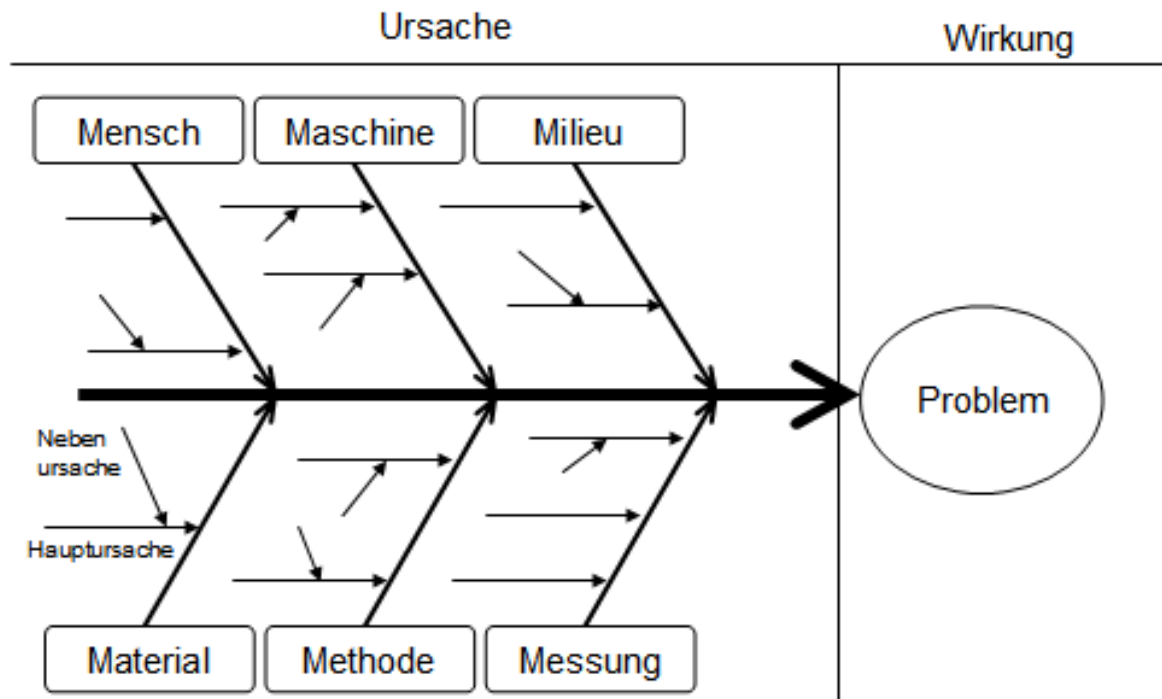 Ursache
Wirkung
Mensch
Maschine
Milieu
Problem
Neben
ursache
Hauptursache
Material
Methode
Messung